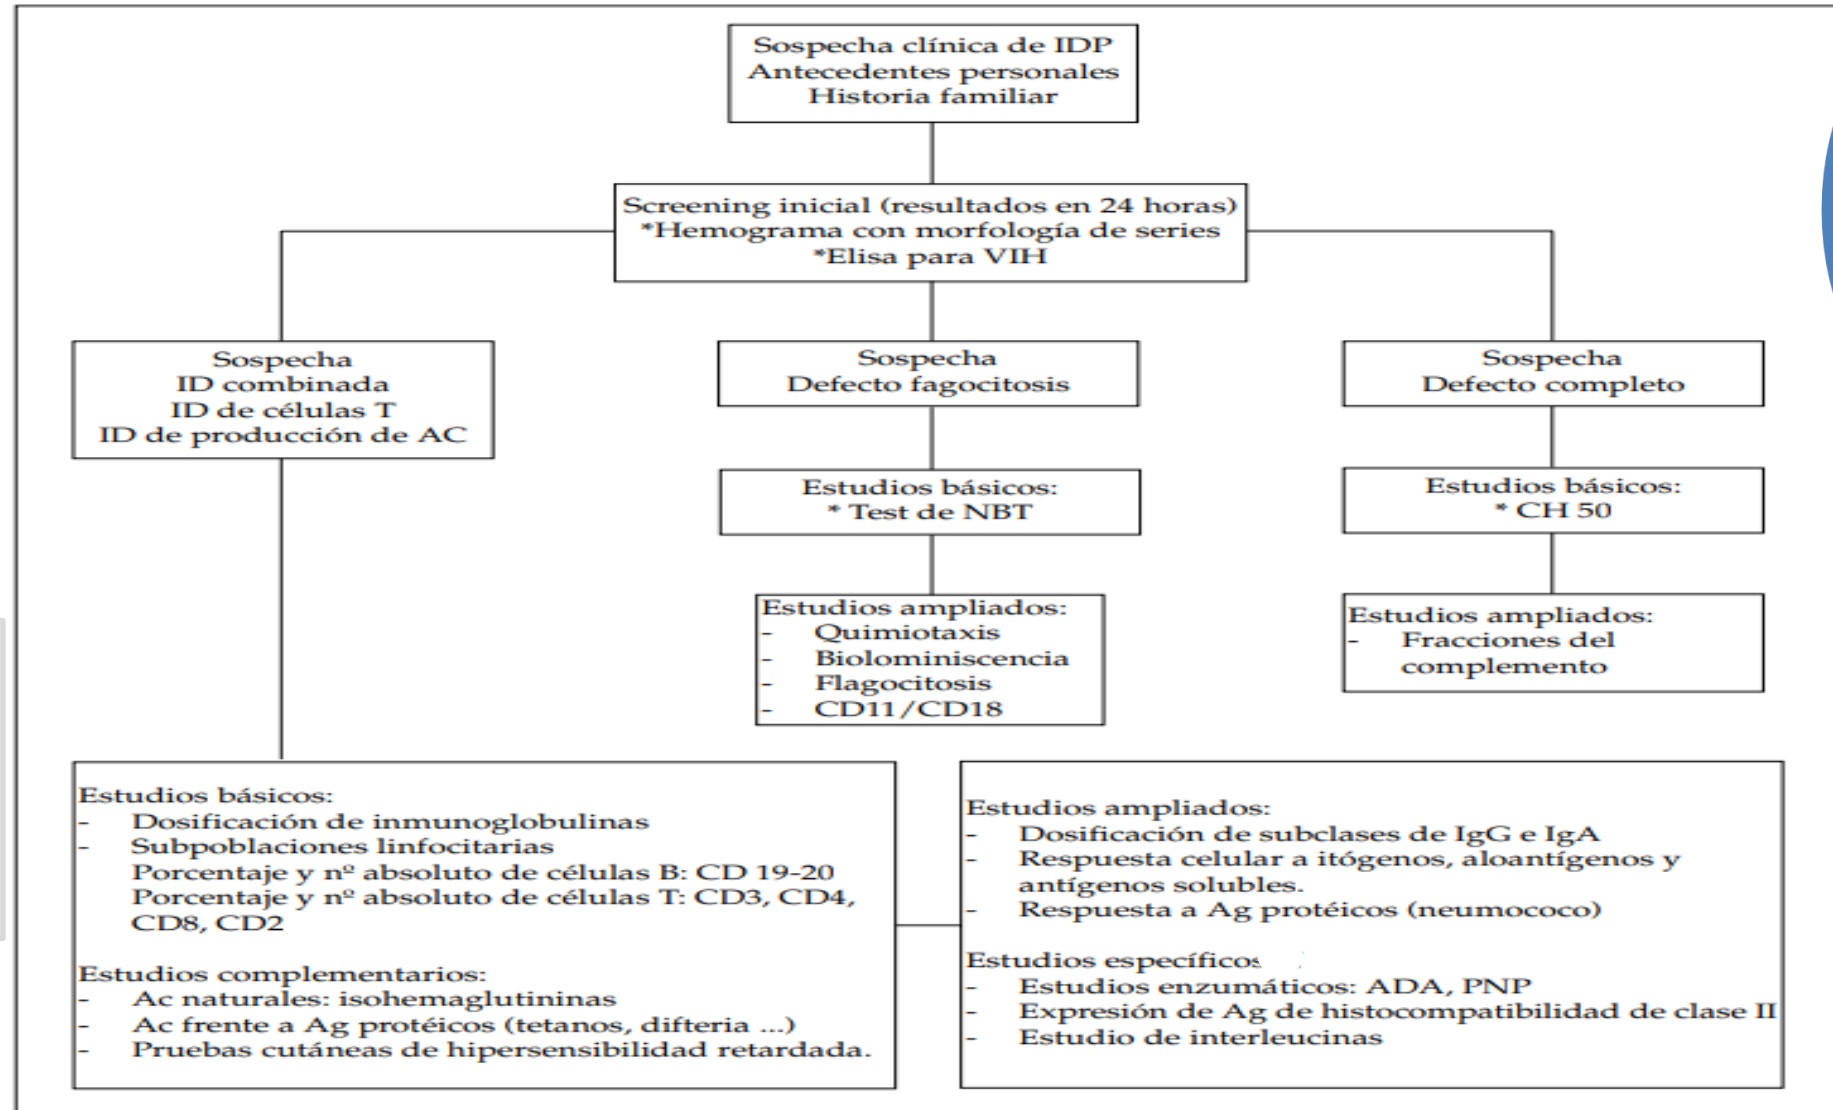 Sospecha clínica de IDP
Antecedentes personales
Historia familiar
Screening inicial (resultados en 24 horas)
*Hemograma con morfología de series
*Elisa para VIH
Sospecha
ID combinada
ID de células T
ID de producción de AC
Sospecha
Defecto fagocitosis
Sospecha
Defecto completo
Estudios básicos:
* Test de NBT
Estudios básicos:
* CH 50
Estudios ampliados:
- Quimiotaxis
- Biolominiscencia
- Flagocitosis
- CD11/CD18
Estudios ampliados:
- Fracciones del
complemento
Estudios básicos:
- Dosificación de inmunoglobulinas
- Subpoblaciones linfocitarias
Porcentaje y nº absoluto de células B: CD 19-20
Porcentaje y nº absoluto de células T: CD3, CD4,
CD8, CD2
Estudios complementarios:
- Ac naturales: isohemaglutininas
- Ac frente a Ag protéicos (tetanos, difteria ...)
- Pruebas cutáneas de hipersensibilidad retardada.
Estudios ampliados:
- Dosificación de subclases de IgG e IgA
- Respuesta celular a itógenos, aloantígenos y
antígenos solubles.
- Respuesta a Ag protéicos (neumococo)
Estudios específicos
- Estudios enzumáticos: ADA, PNP
- Expresión de Ag de histocompatibilidad de clase II
- Estudio de interleucinas